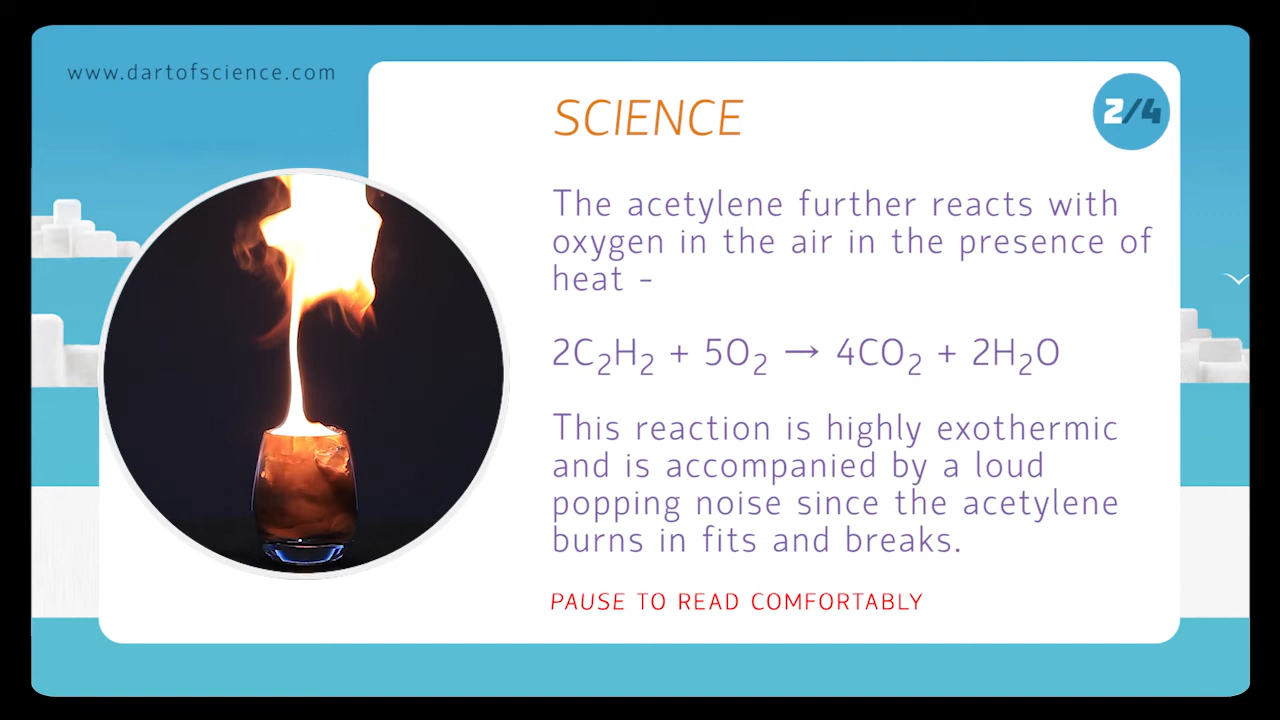 www.dartofscience.com
SCIENCE
2/4
The acetylene further reacts with
oxygen in the air in the presence of
heat -
2C₂H₂ + 5O₂ → 4CO₂ + 2H₂O
This reaction is highly exothermic
and is accompanied by a loud
popping noise since the acetylene
burns in fits and breaks.
PAUSE TO READ COMFORTABLY